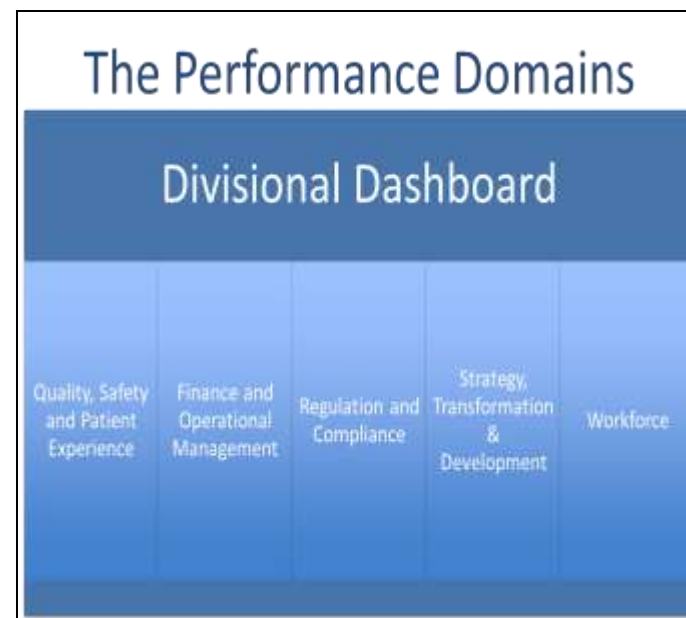 The Performance Domains
Divisional Dashboard
Quality, Safety
and Patient
Experience
Finance and
Operational
Management
Regulation and
Compliance
Strategy,
Transformation
&
Development
Workforce